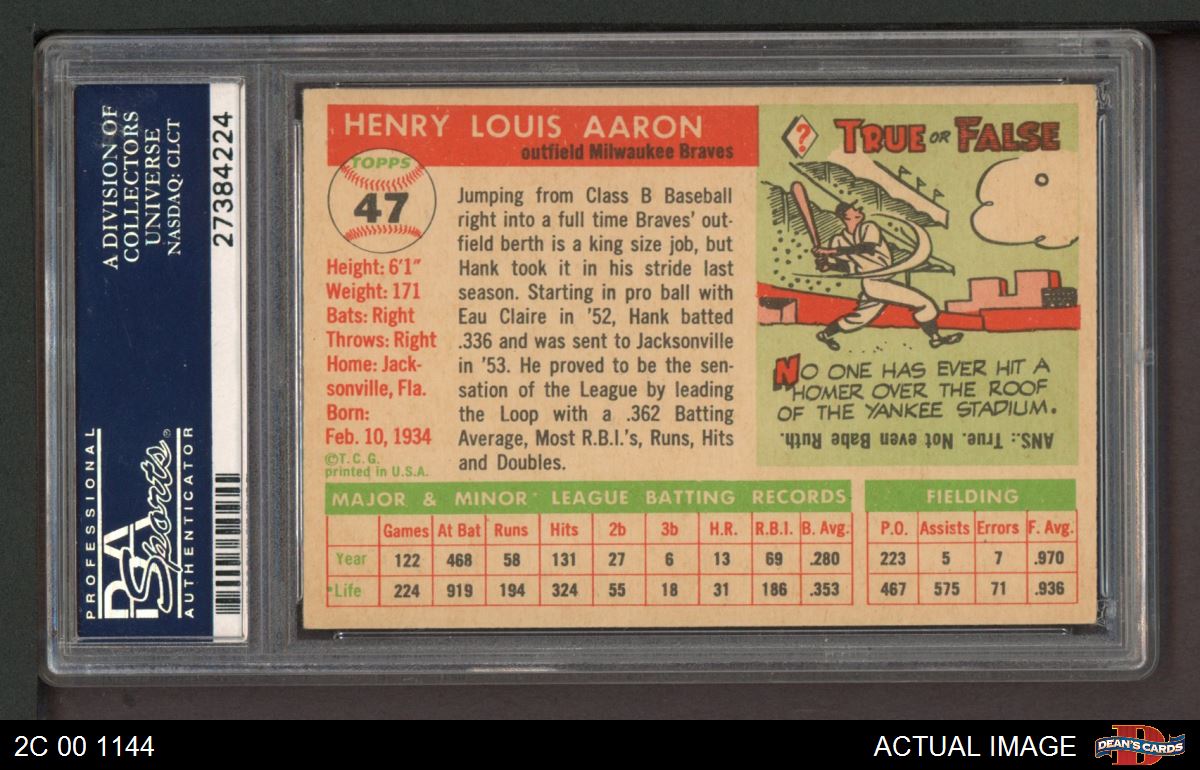 A DIVISION OF
COLLECTORS
UNIVERSE
NASDAQ: CLCT
PROFESSIONAL
PSA
Sports®
AUTHENTICATOR
27384224
HENRY LOUIS AARON
outfield Milwaukee Braves
TOPPS
47
Height: 6'1"
Weight: 171
Bats: Right
Throws: Right
Home: Jack-
sonville, Fla.
Born:
Feb. 10, 1934
©T.C.G.
printed in U.S.A.
Jumping from Class B Baseball
right into a full time Braves' out-
field berth is a king size job, but
Hank took it in his stride last
season. Starting in pro ball with
Eau Claire in '52, Hank batted
.336 and was sent to Jacksonville
in '53. He proved to be the sen-
sation of the League by leading
the Loop with a .362 Batting
Average, Most R.B.I.'s, Runs, Hits
and Doubles.
? TRUE OR FALSE
NO ONE HAS EVER HIT A
HOMER OVER THE ROOF
OF THE YANKEE STADIUM.
ANS.: True. Not even Babe Ruth.
MAJOR & MINOR LEAGUE BATTING RECORDS
Games At Bat Runs Hits 2b 3b H.R. R.B.I. B. Avg.
Year 122 468 58 131 27 6 13 69 .280
Life 224 919 194 324 55 18 31 186 .353
FIELDING
P.O. Assists Errors F. Avg.
223 5 7 .970
467 575 71 .936
2C 00 1144
ACTUAL IMAGE
D
DEAN'S CARDS